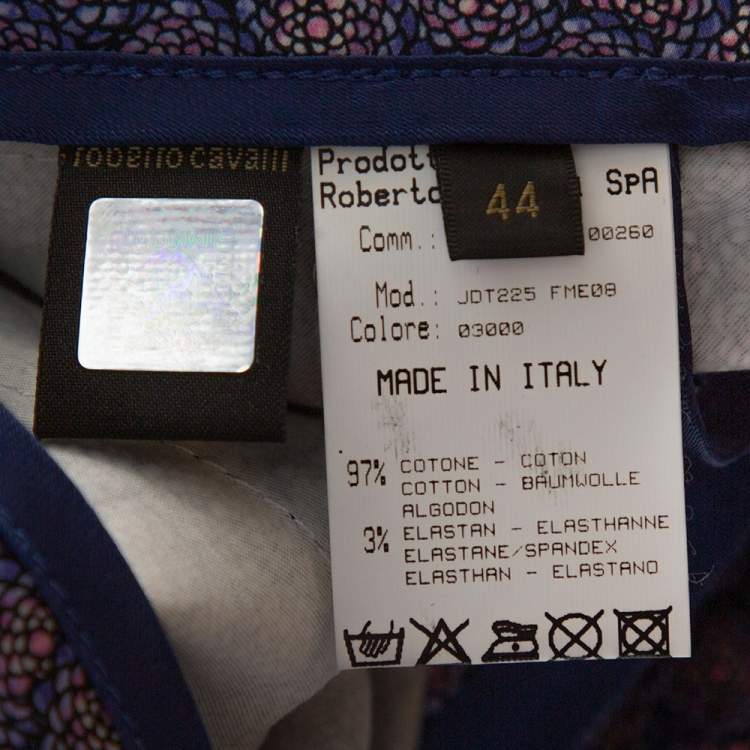 roberto cavalli
Prodott
Roberto SpA
44
Comm.: 00260
Mod.: JDT225 FME08
Colore: 03000
MADE IN ITALY
97% COTONE - COTON
COTTON - BAUMWOLLE
ALGODON
3% ELASTAN - ELASTHANNE
ELASTANE/SPANDEX
ELASTHAN - ELASTANO